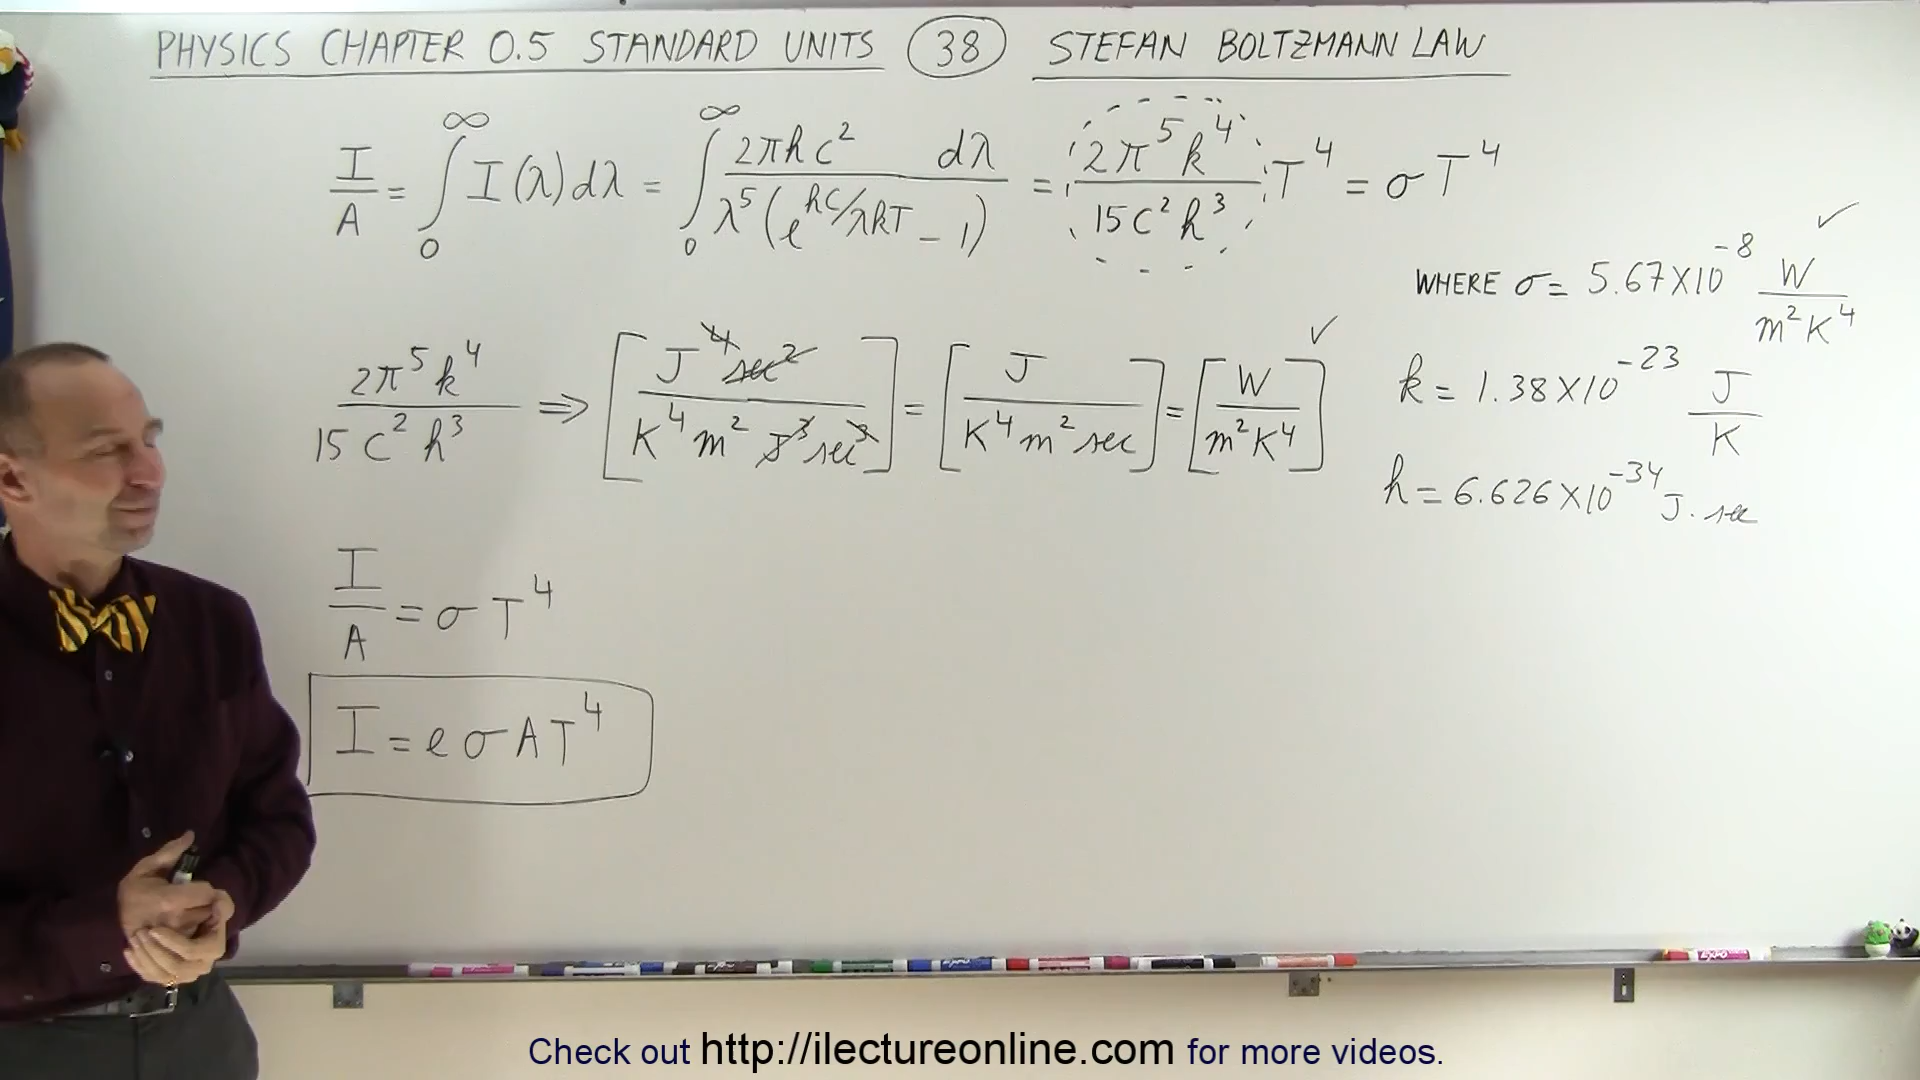 PHYSICS CHAPTER 0.5 STANDARD UNITS 38 STEFAN BOLTZMANN LAW
I/A = ∫₀^∞ I(λ)dλ = ∫₀^∞ 2πhc² dλ / λ⁵(e^(hc/λkT) - 1) = 2π⁵k⁴/15c²h³ T⁴ = σT⁴
WHERE σ = 5.67×10⁻⁸ W/m²K⁴ ✓
2π⁵k⁴/15c²h³ ⇒ [J⁴ sec²/K⁴ m² J³ sec³] = [J/K⁴ m² sec] = [W/m²K⁴] ✓
k = 1.38×10⁻²³ J/K
h = 6.626×10⁻³⁴ J·sec
I/A = σT⁴
I = eσAT⁴
EXPO
Check out http://ilectureonline.com for more videos.